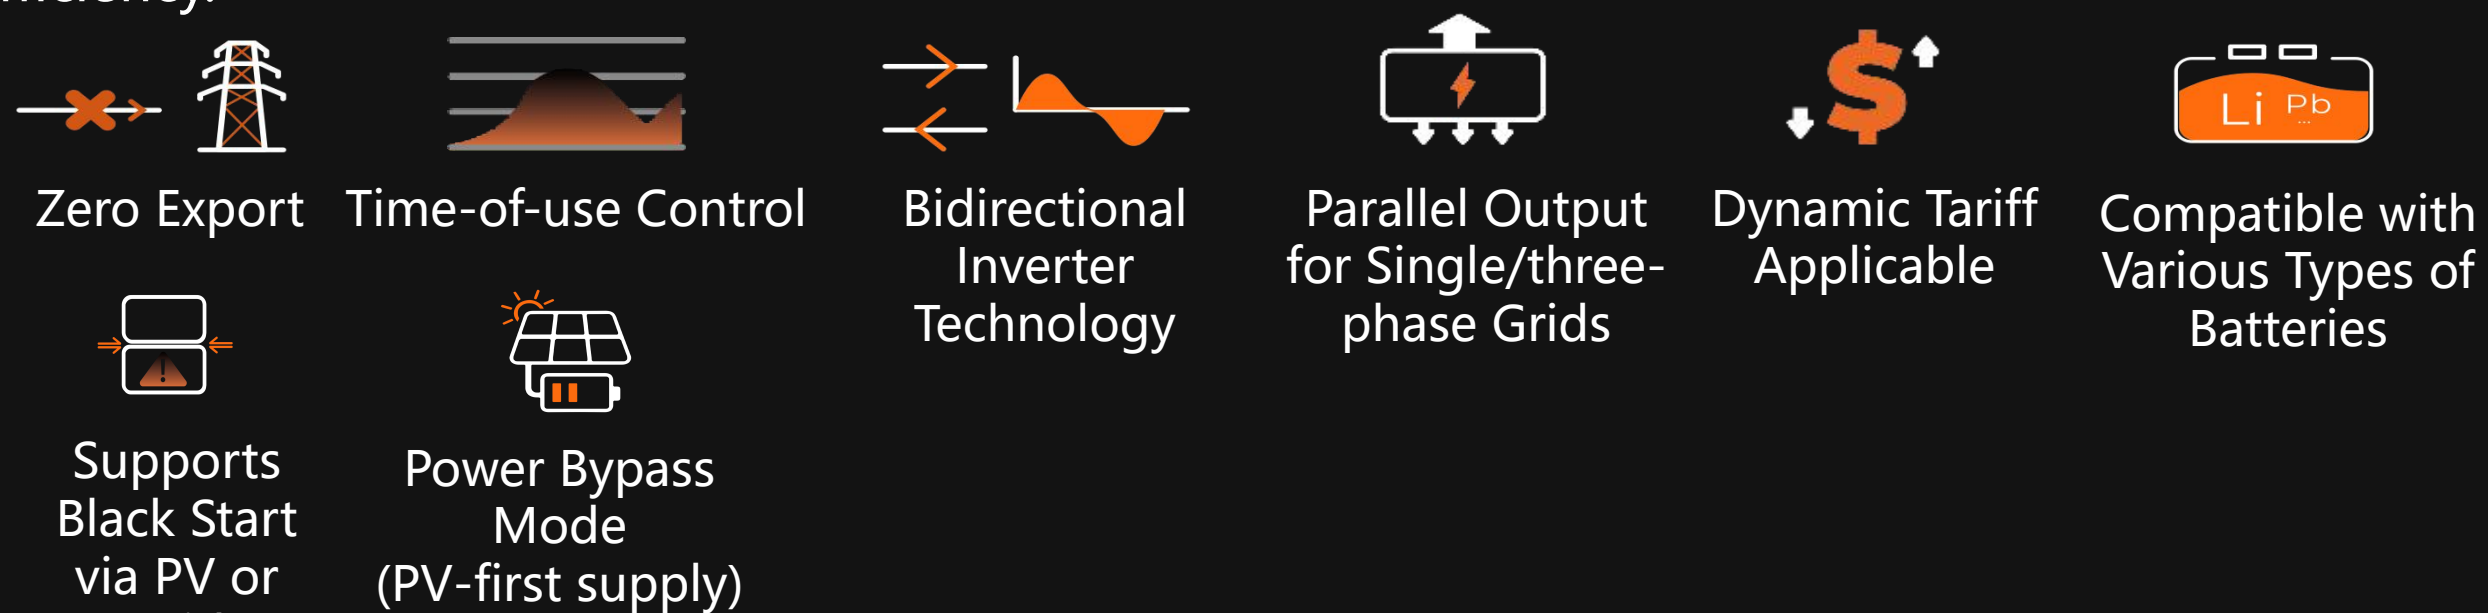 Zero Export
Time-of-use Control
Bidirectional
Inverter
Technology
Parallel Output
for Single/three-
phase Grids
Dynamic Tariff
Applicable
Li Pb
...
Compatible with
Various Types of
Batteries
Supports
Black Start
via PV or
Power Bypass
Mode
(PV-first supply)